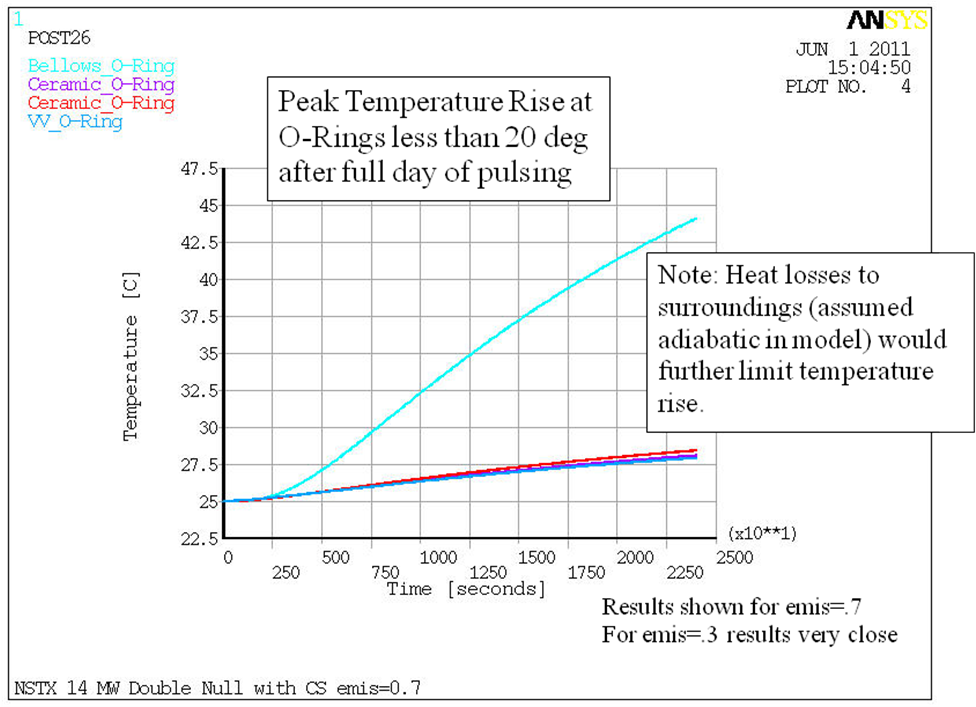 1
POST26
ANSYS
JUN 1 2011
15:04:50
PLOT NO. 4
Bellows_O-Ring
Ceramic_O-Ring
Ceramic_O-Ring
VV_O-Ring
Peak Temperature Rise at
O-Rings less than 20 deg
after full day of pulsing
47.5
45
42.5
40
37.5
35
32.5
30
27.5
25
22.5
Temperature [C]
Note: Heat losses to
surroundings (assumed
adiabatic in model) would
further limit temperature
rise.
(x10**1)
0 500 1000 1500 2000 2500
250 750 1250 1750 2250
Time [seconds]
Results shown for emis=.7
For emis=.3 results very close
NSTX 14 MW Double Null with CS emis=0.7